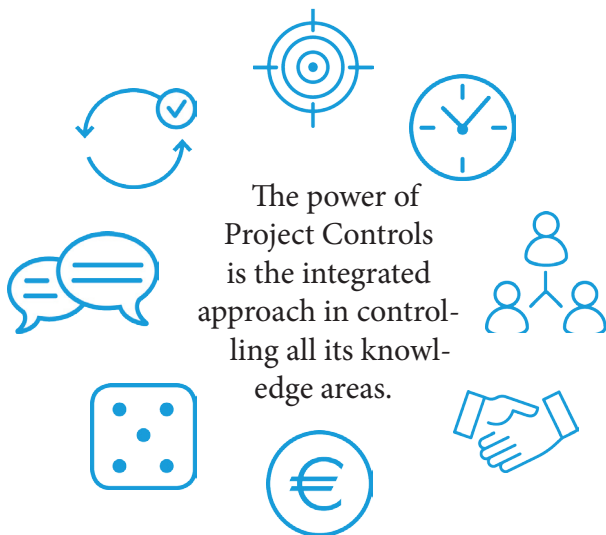 The power of
Project Controls
is the integrated
approach in control-
ling all its knowl-
edge areas.
€